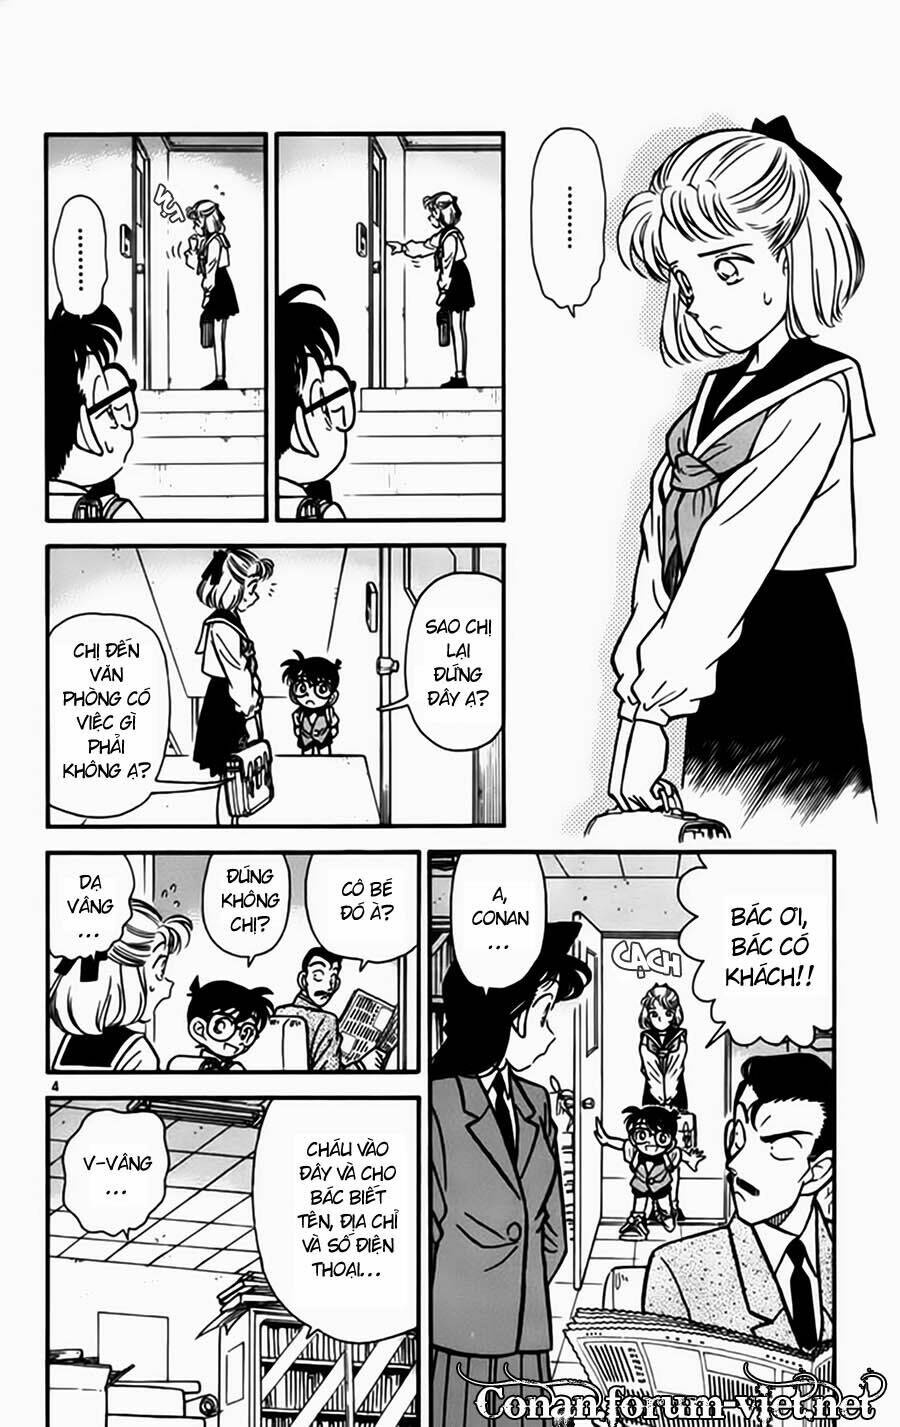 .........
.........
VỤT
SAO CHỊ
LẠI
ĐỨNG
ĐÂY Ạ?
CHỊ ĐẾN
VĂN
PHÒNG CÓ
VIỆC GÌ
PHẢI
KHÔNG Ạ?
BÁC ƠI,
BÁC CÓ
KHÁCH!!
CẠCH
A,
CONAN
...
CÔ BÉ
ĐÓ À?
ĐÚNG
KHÔNG
CHỊ?
DẠ
VÂNG
...
4
CHÁU VÀO
ĐÂY VÀ CHO
BÁC BIẾT
TÊN, ĐỊA CHỈ
VÀ SỐ ĐIỆN
THOẠI...
V-VÂNG
...
Conan.forum-viet.net